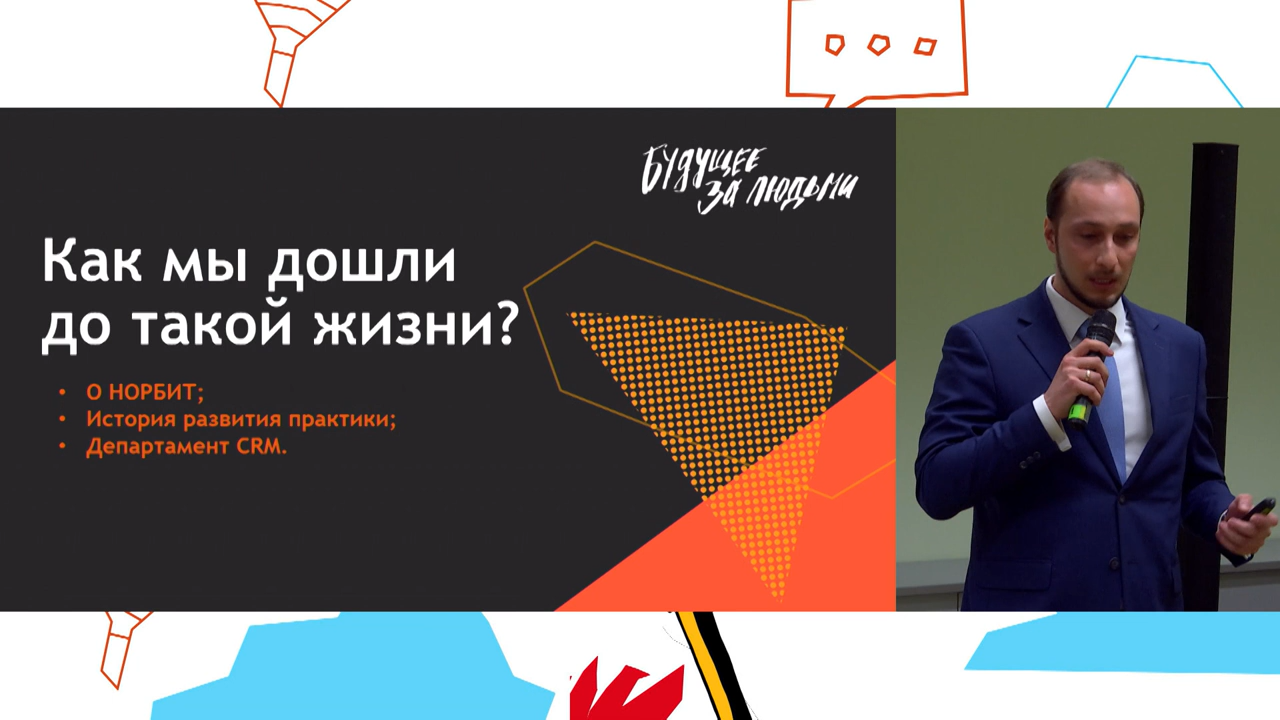 Будущее
за людьми
Как мы дошли
до такой жизни?
• О НОРБИТ;
• История развития практики;
• Департамент CRM.